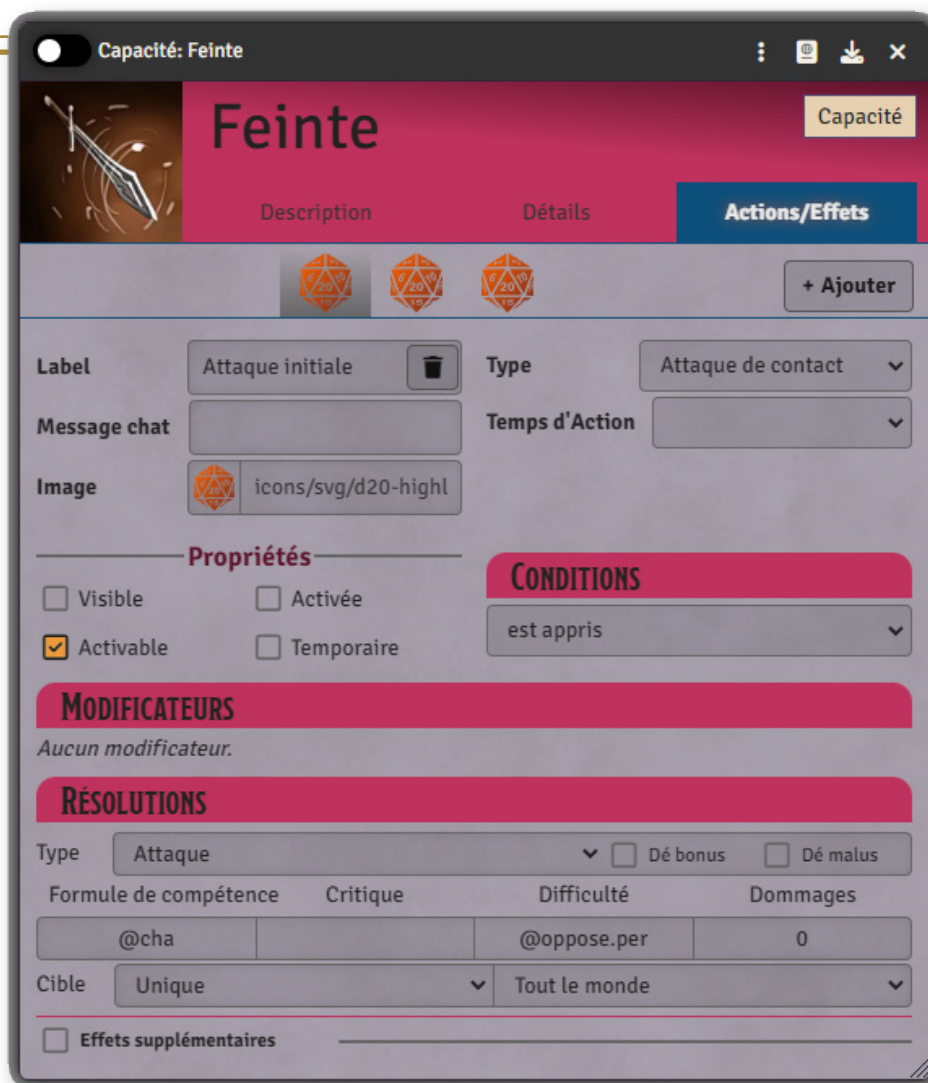 Capacité: Feinte
Feinte
Capacité
Description Détails Actions/Effets
+ Ajouter
Label Attaque initiale Type Attaque de contact
Message chat Temps d'Action
Image icons/svg/d20-highl
Propriétés
CONDITIONS
Visible Activée
est appris
Activable Temporaire
MODIFICATEURS
Aucun modificateur.
RÉSOLUTIONS
Type Attaque Dé bonus Dé malus
Formule de compétence Critique Difficulté Dommages
@cha @oppose.per 0
Cible Unique Tout le monde
Effets supplémentaires